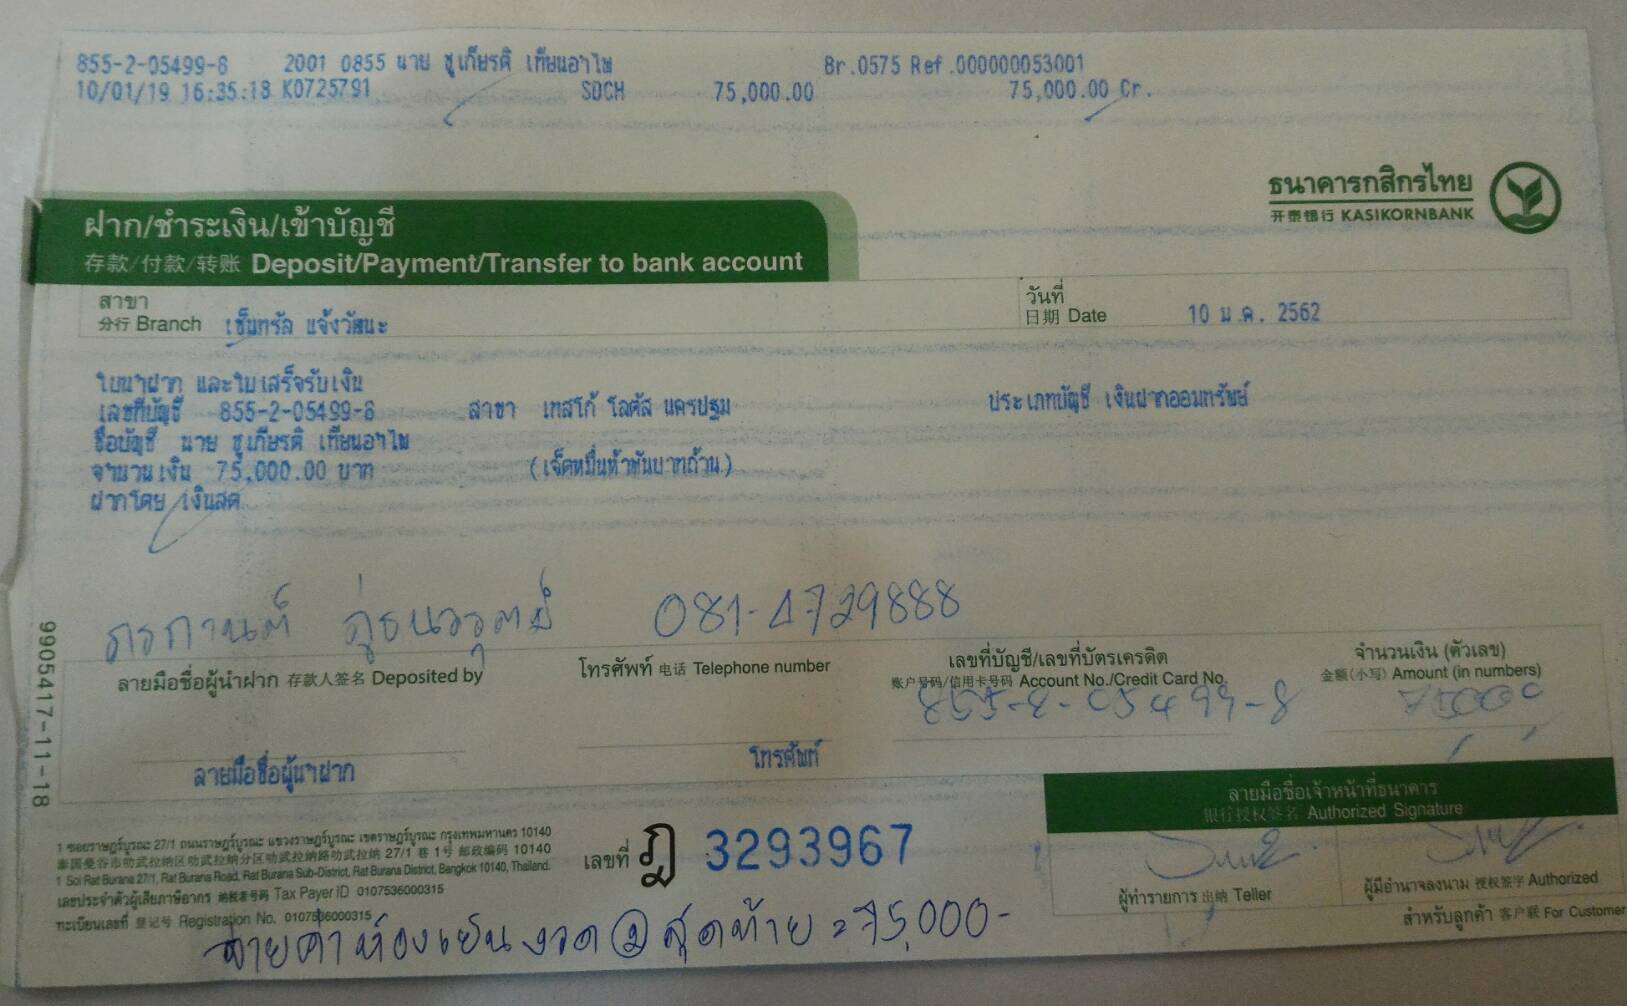 855-2-05499-8 2001 0855 นาย ชูเกียรติ เทียนอำไพ Br.0575 Ref.000000053001
10/01/19 16:35:18 K0725791 SDCH 75,000.00 75,000.00 Cr.
ธนาคารกสิกรไทย
开泰银行 KASIKORNBANK
ฝาก/ชำระเงิน/เข้าบัญชี
存款/付款/转账 Deposit/Payment/Transfer to bank account
สาขา
分行 Branch เซ็นทรัล แจ้งวัฒนะ
วันที่
日期 Date 10 ม.ค. 2562
ใบนำฝาก และใบเสร็จรับเงิน
เลขที่บัญชี 855-2-05499-8 สาขา เทสโก้ โลตัส นครปฐม ประเภทบัญชี เงินฝากออมทรัพย์
ชื่อบัญชี นาย ชูเกียรติ เทียนอำไพ
จำนวนเงิน 75,000.00 บาท (เจ็ดหมื่นห้าพันบาทถ้วน)
ฝากโดย เงินสด
081-4729888
ลายมือชื่อผู้นำฝาก 存款人签名 Deposited by
โทรศัพท์ 电话 Telephone number
เลขที่บัญชี/เลขที่บัตรเครดิต
账户号码/信用卡号码 Account No./Credit Card No.
855-2-05499-8
จำนวนเงิน (ตัวเลข)
金额(小写) Amount (in numbers)
75000
ลายมือชื่อผู้นำฝาก
โทรศัพท์
9905417-11-18
ลายมือชื่อเจ้าหน้าที่ธนาคาร
银行授权签名 Authorized Signature
1 ซอยราษฎร์บูรณะ 27/1 ถนนราษฎร์บูรณะ แขวงราษฎร์บูรณะ เขตราษฎร์บูรณะ กรุงเทพมหานคร 10140
泰国曼谷市叻武拉纳区叻武拉纳分区叻武拉纳路叻武拉纳 27/1 巷 1号 邮政编码 10140
1 Soi Rat Burana 27/1, Rat Burana Road, Rat Burana Sub-District, Rat Burana District, Bangkok 10140, Thailand.
เลขประจำตัวผู้เสียภาษีอากร 纳税者号码 Tax Payer ID 0107536000315
ทะเบียนเลขที่ 登记号 Registration No. 0107536000315
เลขที่ ฎ 3293967
ผู้ทำรายการ 出纳 Teller
ผู้มีอำนาจลงนาม 授权签字 Authorized
สำหรับลูกค้า 客户联 For Customer
จ่ายค่าห้องเย็นงวด ② สุดท้าย = 75,000-